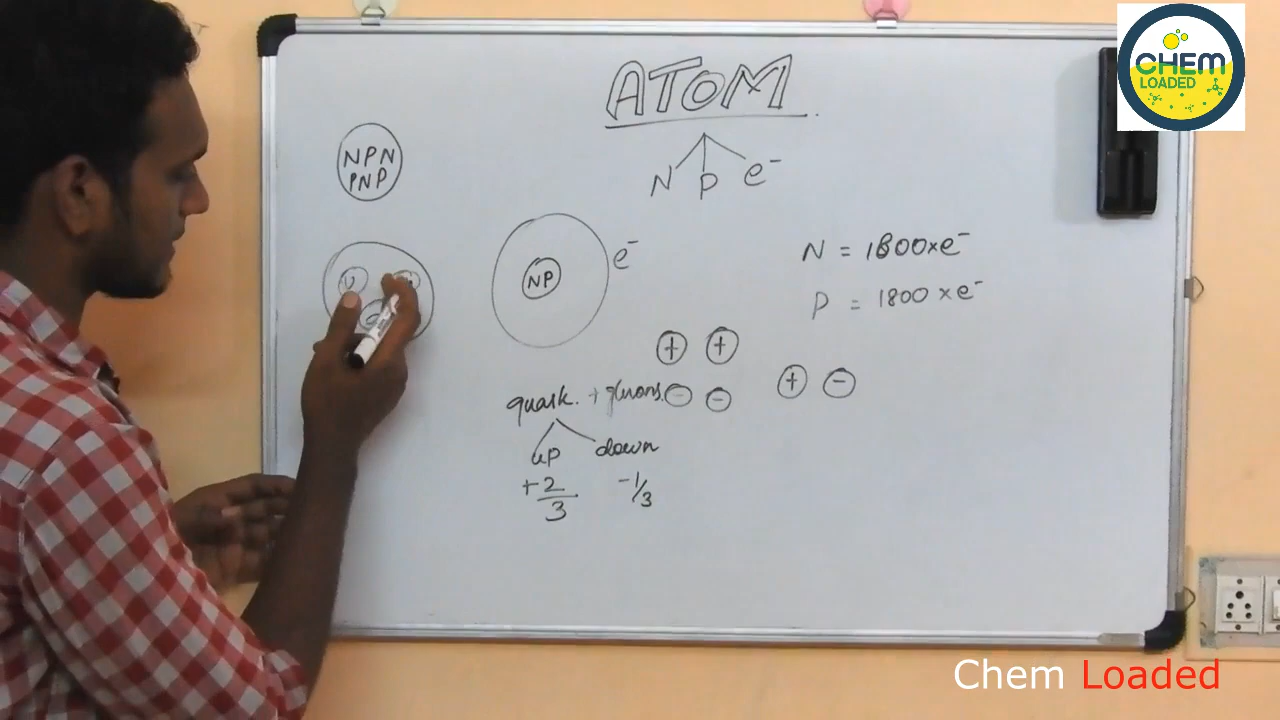 ATOM
CHEM
LOADED
N P e⁻
NPN
PNP
N = 1800×e⁻
P = 1800×e⁻
NP e⁻
U
+ +
- -
+ -
quark. + gluons.
up down
+2/3 -1/3
Chem Loaded